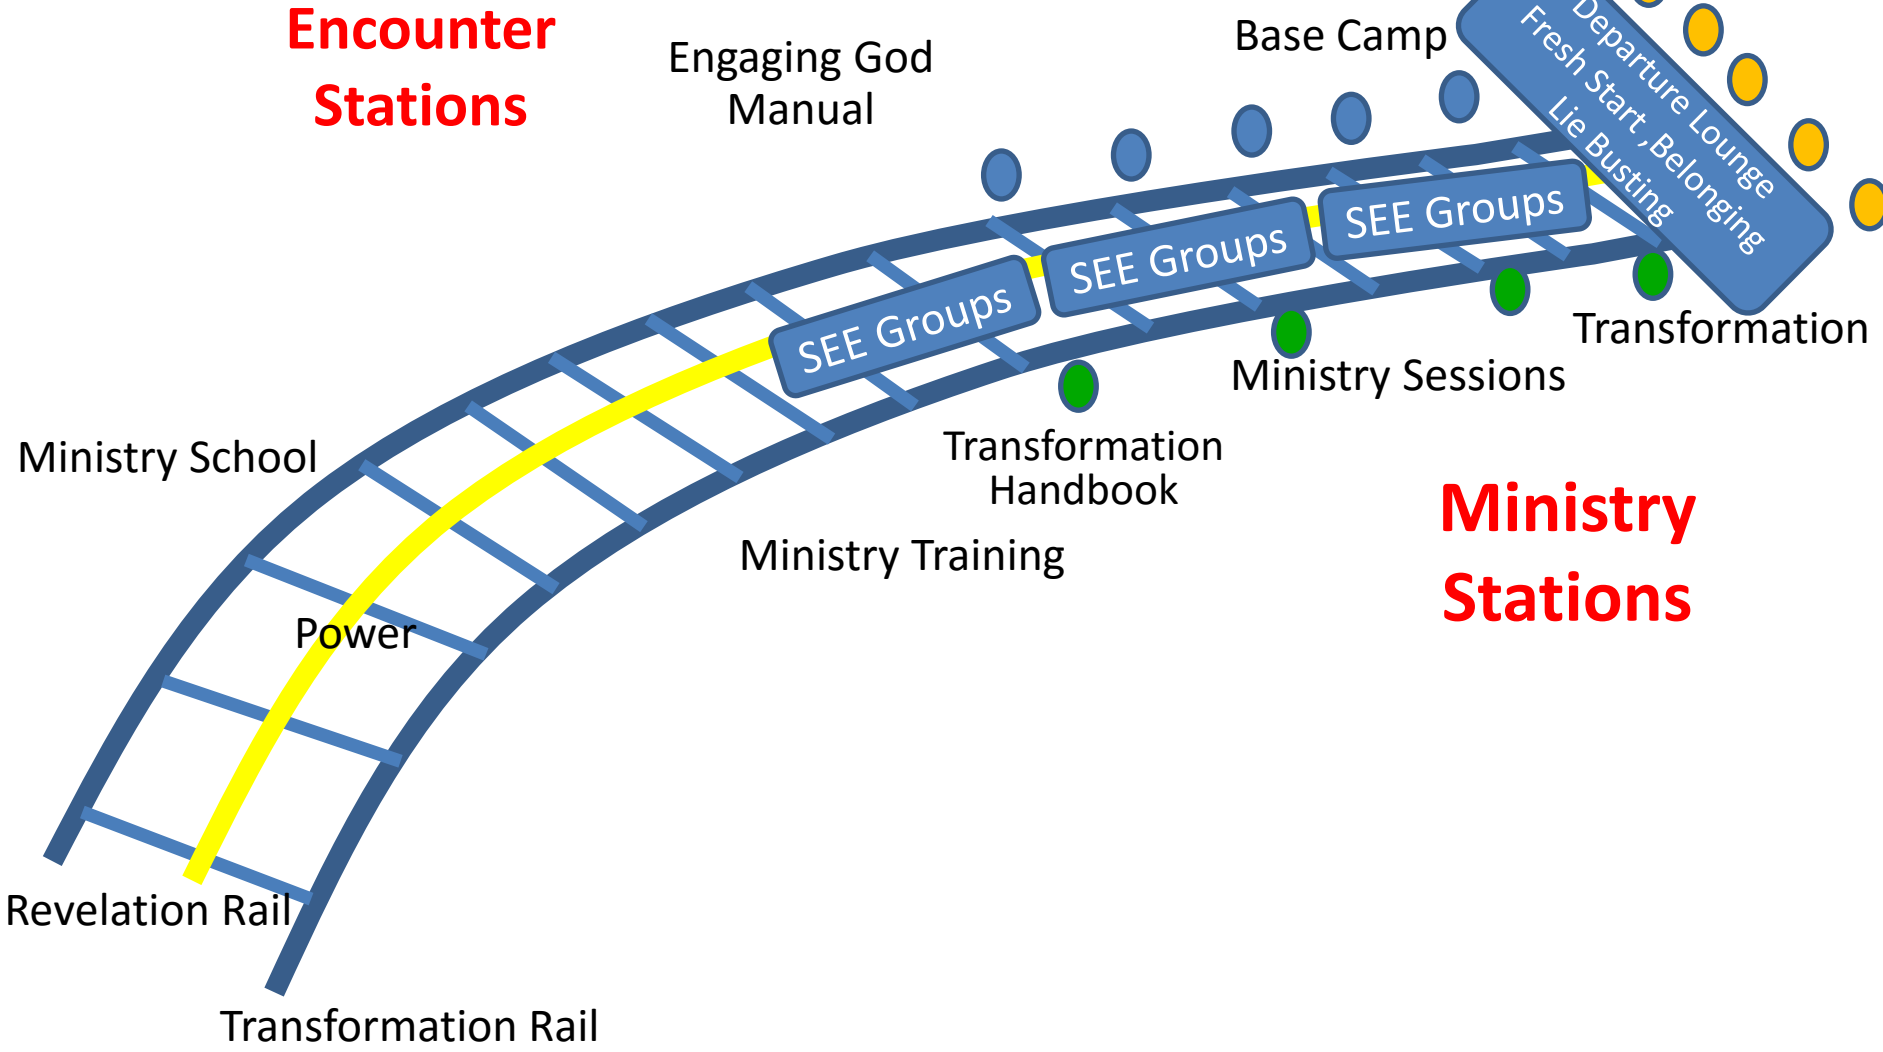 Encounter
Stations
Engaging God
Manual
Base Camp
Departure Lounge
Fresh Start ,Belonging
Lie Busting
SEE Groups
SEE Groups
SEE Groups
Transformation
Ministry Sessions
Transformation
Handbook
Ministry School
Ministry Training
Ministry
Stations
Power
Revelation Rail
Transformation Rail